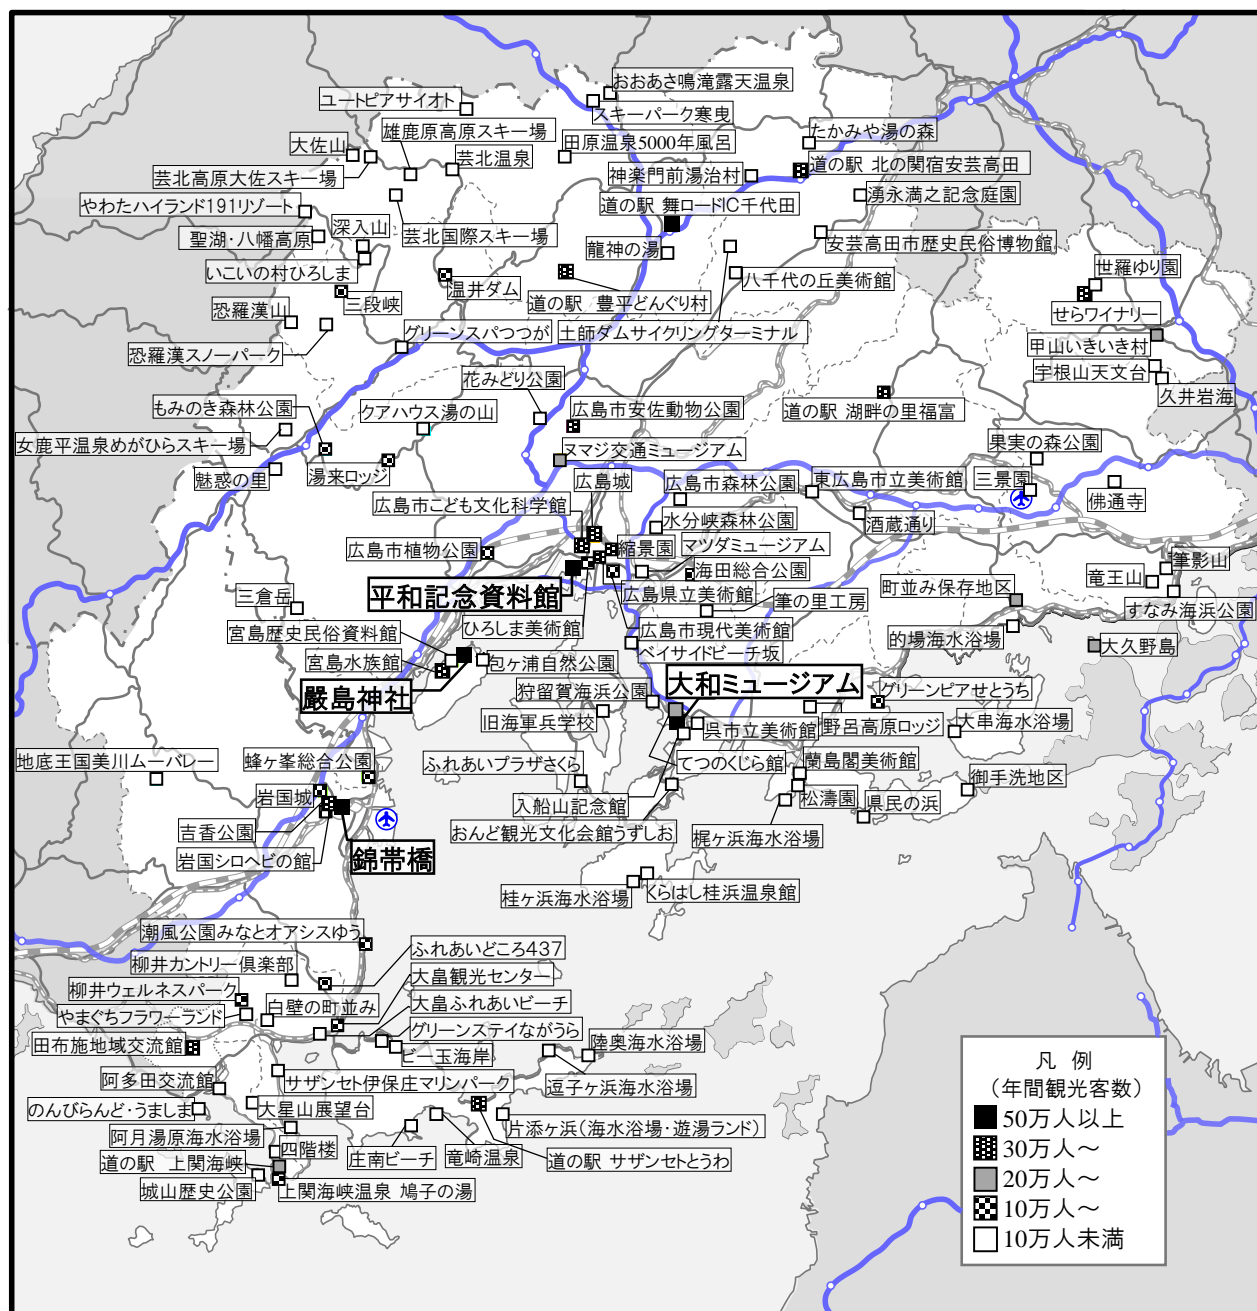 おおあさ鳴滝露天温泉
ユートピアサイオト
スキーパーク寒曳
雄鹿原高原スキー場
たかみや湯の森
大佐山
芸北温泉
田原温泉5000年風呂
道の駅 北の関宿安芸高田
芸北高原大佐スキー場
神楽門前湯治村
湧永満之記念庭園
やわたハイランド191リゾート
道の駅 舞ロードIC千代田
深入山
芸北国際スキー場
聖湖・八幡高原
龍神の湯
安芸高田市歴史民俗博物館
いこいの村ひろしま
温井ダム
八千代の丘美術館
世羅ゆり園
三段峡
道の駅 豊平どんぐり村
せらワイナリー
恐羅漢山
グリーンスパつつが
土師ダムサイクリングターミナル
甲山いきいき村
恐羅漢スノーパーク
宇根山天文台
花みどり公園
久井岩海
もみのき森林公園
クアハウス湯の山
広島市安佐動物公園
道の駅 湖畔の里福富
女鹿平温泉めがひらスキー場
ヌマジ交通ミュージアム
果実の森公園
魅惑の里
湯来ロッジ
広島城
広島市森林公園
東広島市立美術館
三景園
佛通寺
広島市こども文化科学館
水分峡森林公園
酒蔵通り
広島市植物公園
縮景園
マツダミュージアム
海田総合公園
筆影山
平和記念資料館
広島県立美術館
町並み保存地区
竜王山
三倉岳
筆の里工房
すなみ海浜公園
宮島歴史民俗資料館
ひろしま美術館
広島市現代美術館
的場海水浴場
宮島水族館
包ヶ浦自然公園
ベイサイドビーチ坂
大久野島
嚴島神社
狩留賀海浜公園
大和ミュージアム
グリーンピアせとうち
旧海軍兵学校
呉市立美術館
野呂高原ロッジ
大串海水浴場
地底王国美川ムーバレー
蜂ヶ峯総合公園
ふれあいプラザさくら
てつのくじら館
蘭島閣美術館
御手洗地区
岩国城
入船山記念館
松濤園
県民の浜
吉香公園
おんど観光文化会館うずしお
梶ヶ浜海水浴場
岩国シロヘビの館
錦帯橋
桂ヶ浜海水浴場
くらはし桂浜温泉館
潮風公園みなとオアシスゆう
ふれあいどころ437
柳井カントリー倶楽部
大畠観光センター
柳井ウェルネスパーク
白壁の町並み
大畠ふれあいビーチ
やまぐちフラワーランド
グリーンステイながうら
田布施地域交流館
ビー玉海岸
陸奥海水浴場
阿多田交流館
サザンセト伊保庄マリンパーク
逗子ヶ浜海水浴場
のんびらんど・うましま
大星山展望台
阿月湯原海水浴場
片添ヶ浜(海水浴場・遊湯ランド)
四階楼
庄南ビーチ
竜崎温泉
道の駅 サザンセトとうわ
道の駅 上関海峡
城山歴史公園
上関海峡温泉 鳩子の湯
凡 例
(年間観光客数)
50万人以上
30万人～
20万人～
10万人～
10万人未満